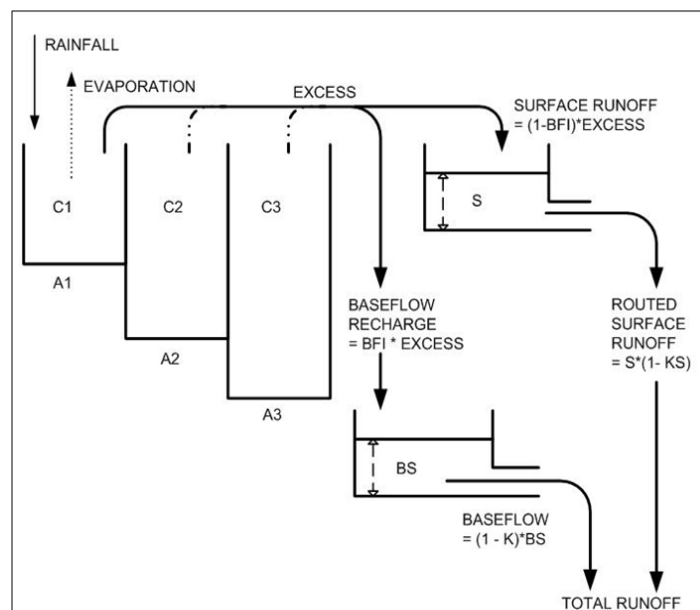 RAINFALL
EVAPORATION
EXCESS
SURFACE RUNOFF
= (1-BFI)*EXCESS
C1
C2
C3
S
A1
A2
A3
BASEFLOW
RECHARGE
= BFI * EXCESS
ROUTED
SURFACE
RUNOFF
= S*(1- KS)
BS
BASEFLOW
= (1 - K)*BS
TOTAL RUNOFF